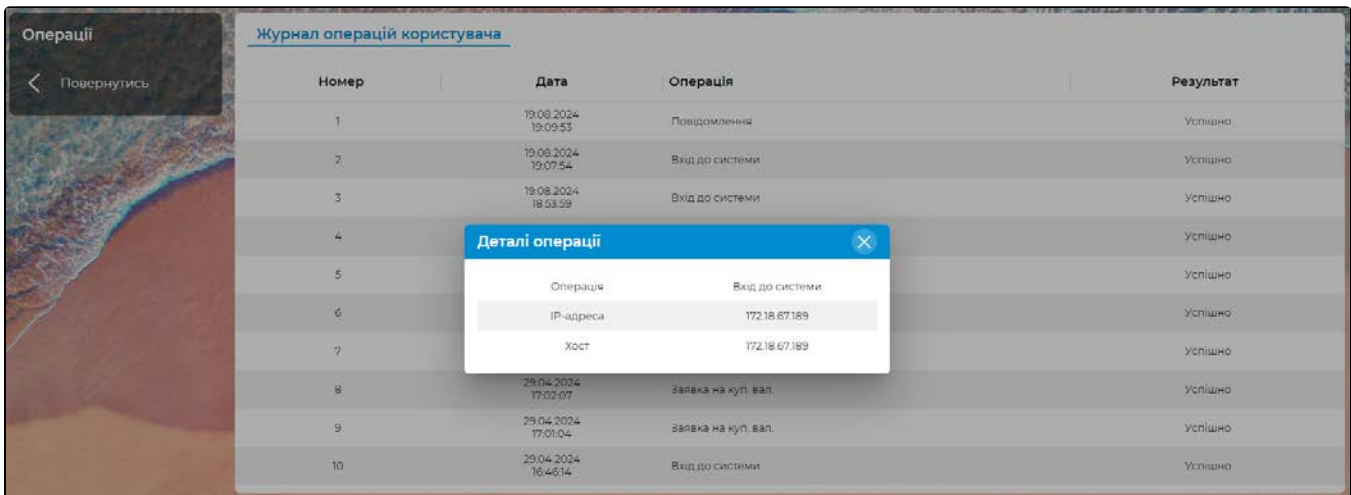 Операції
Повернутись
Журнал операцій користувача
Номер Дата Операція Результат
1 19.08.2024 19:09:53 Повідомлення Успішно
2 19.08.2024 19:07:54 Вхід до системи Успішно
3 19.08.2024 18:53:59 Вхід до системи Успішно
4 Успішно
5 Успішно
6 Успішно
7 Успішно
Деталі операції
Операція Вхід до системи
IP-адреса 172.18.67.189
Хост 172.18.67.189
8 29.04.2024 17:02:07 Заявка на куп. вал. Успішно
9 29.04.2024 17:01:04 Заявка на куп. вал. Успішно
10 29.04.2024 16:46:14 Вхід до системи Успішно